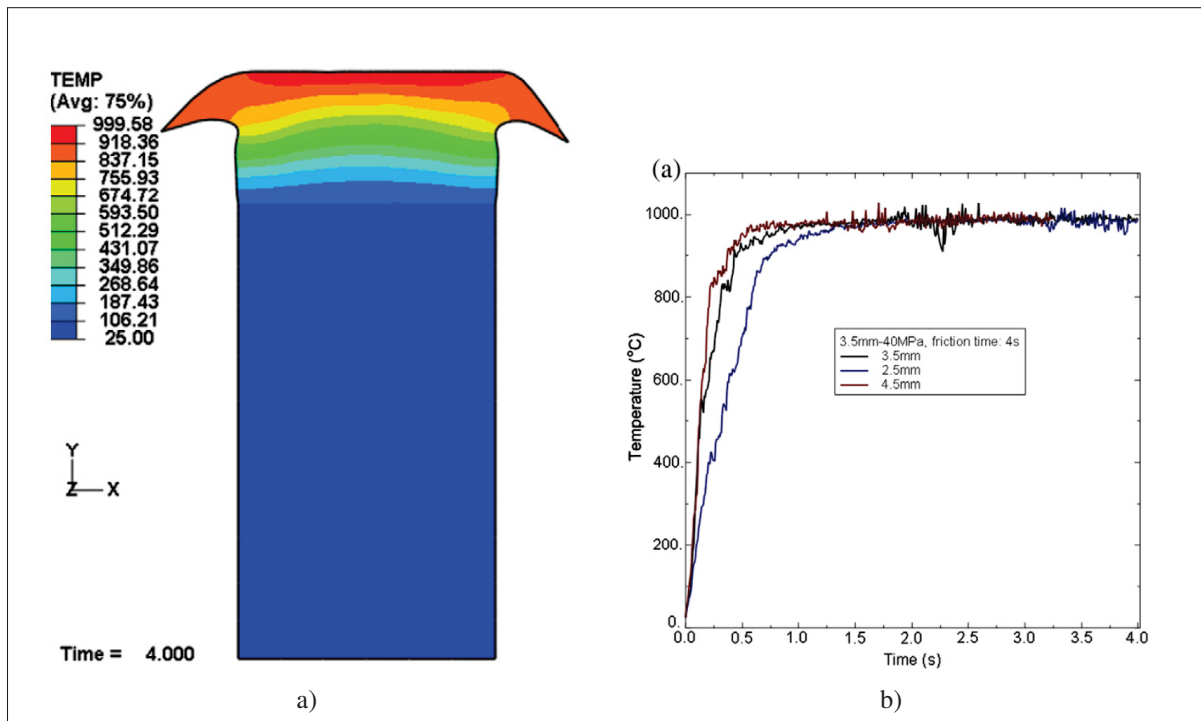 TEMP
(Avg: 75%)
999.68
918.36
837.15
755.93
674.72
593.50
512.29
431.07
349.86
268.64
187.43
106.21
25.00
Y
Z X
Time = 4.000
a)
(a)
1000.
800.
600.
400.
200.
0.
Temperature (°C)
3.5mm-40MPa, friction time: 4s
3.5mm
2.5mm
4.5mm
0.0 0.5 1.0 1.5 2.0 2.5 3.0 3.5 4.0
Time (s)
b)